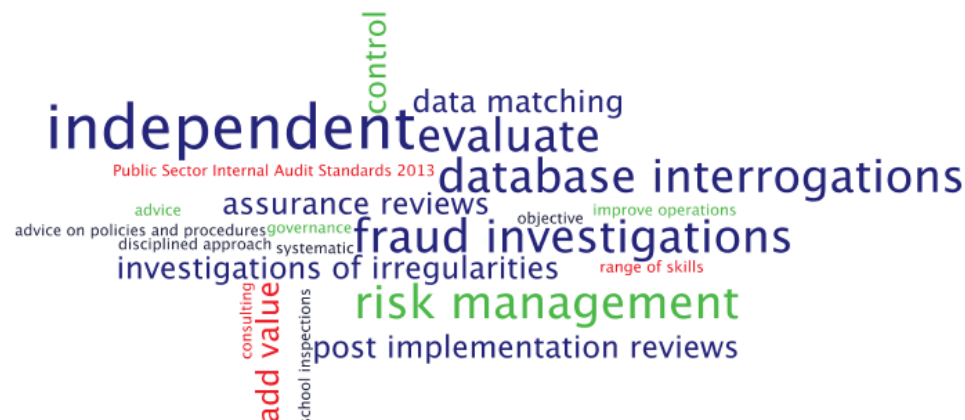 control
data matching
independent
evaluate
Public Sector Internal Audit Standards 2013
database interrogations
assurance reviews
advice
objective
improve operations
advice on policies and procedures
governance
fraud investigations
disciplined approach
systematic
investigations of irregularities
range of skills
consulting
add value
school inspections
risk management
post implementation reviews